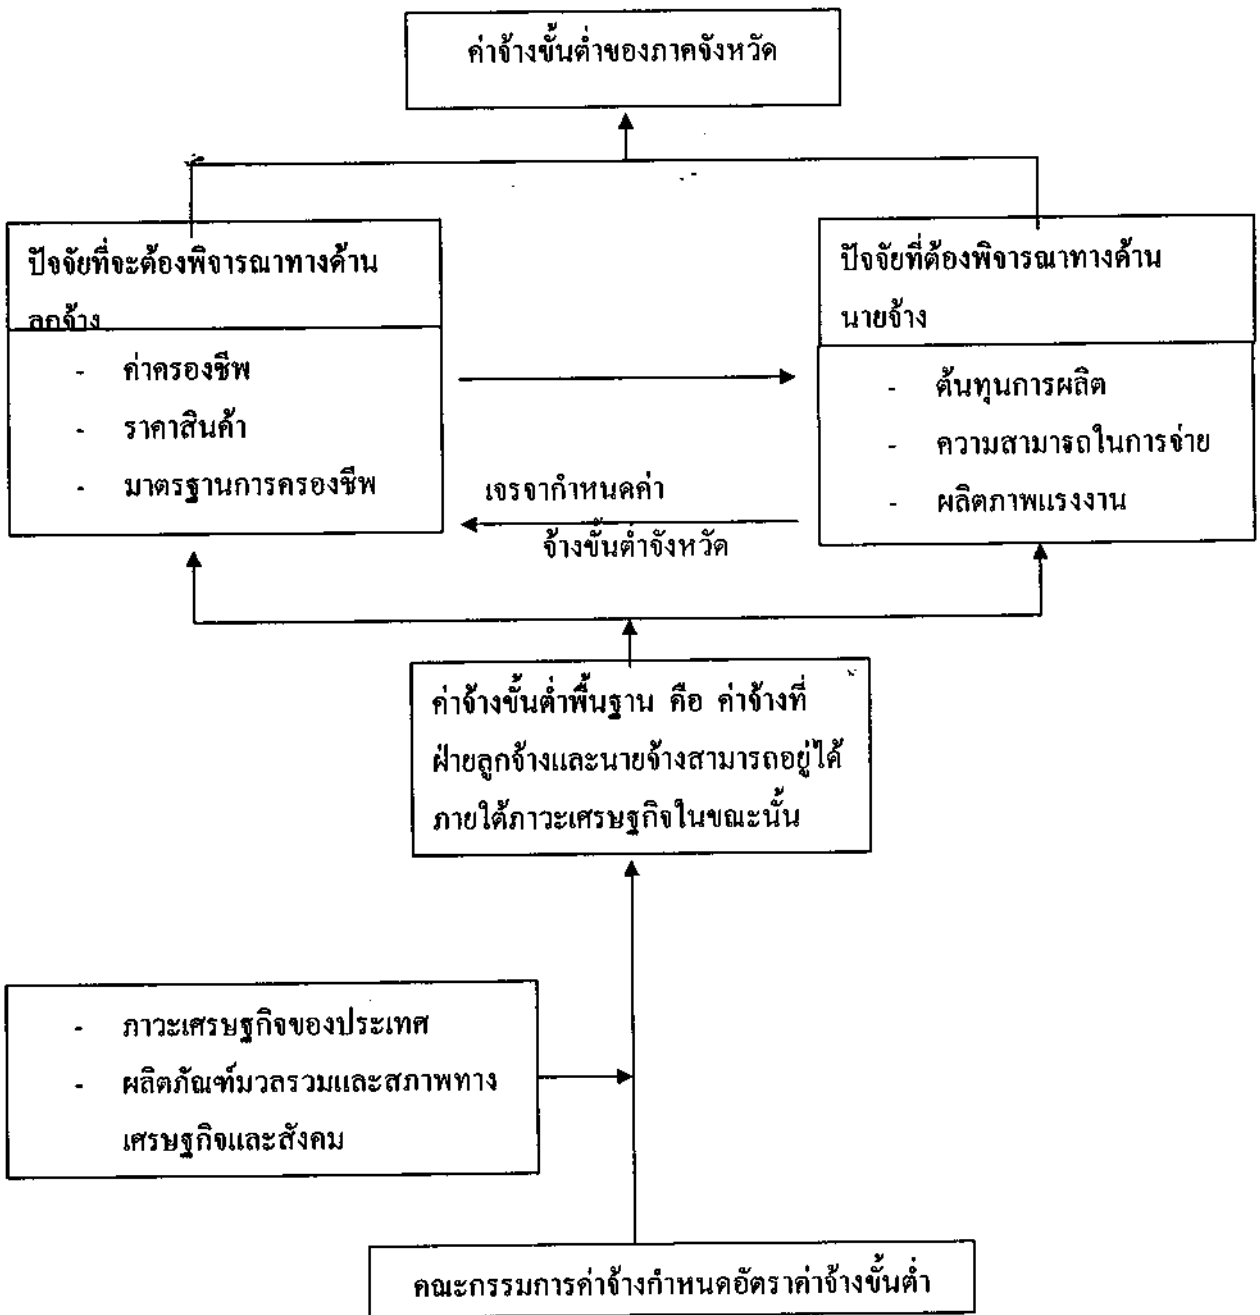 ค่าจ้างขั้นต่ำของภาคจังหวัด
ปัจจัยที่จะต้องพิจารณาทางด้าน
ลูกจ้าง
- ค่าครองชีพ
- ราคาสินค้า
- มาตรฐานการครองชีพ
ปัจจัยที่ต้องพิจารณาทางด้าน
นายจ้าง
- ต้นทุนการผลิต
- ความสามารถในการจ่าย
- ผลิตภาพแรงงาน
เจรจากำหนดค่า
จ้างขั้นต่ำจังหวัด
ค่าจ้างขั้นต่ำพื้นฐาน คือ ค่าจ้างที่
ฝ่ายลูกจ้างและนายจ้างสามารถอยู่ได้
ภายใต้ภาวะเศรษฐกิจในขณะนั้น
- ภาวะเศรษฐกิจของประเทศ
- ผลิตภัณฑ์มวลรวมและสภาพทาง
เศรษฐกิจและสังคม
คณะกรรมการค่าจ้างกำหนดอัตราค่าจ้างขั้นต่ำ